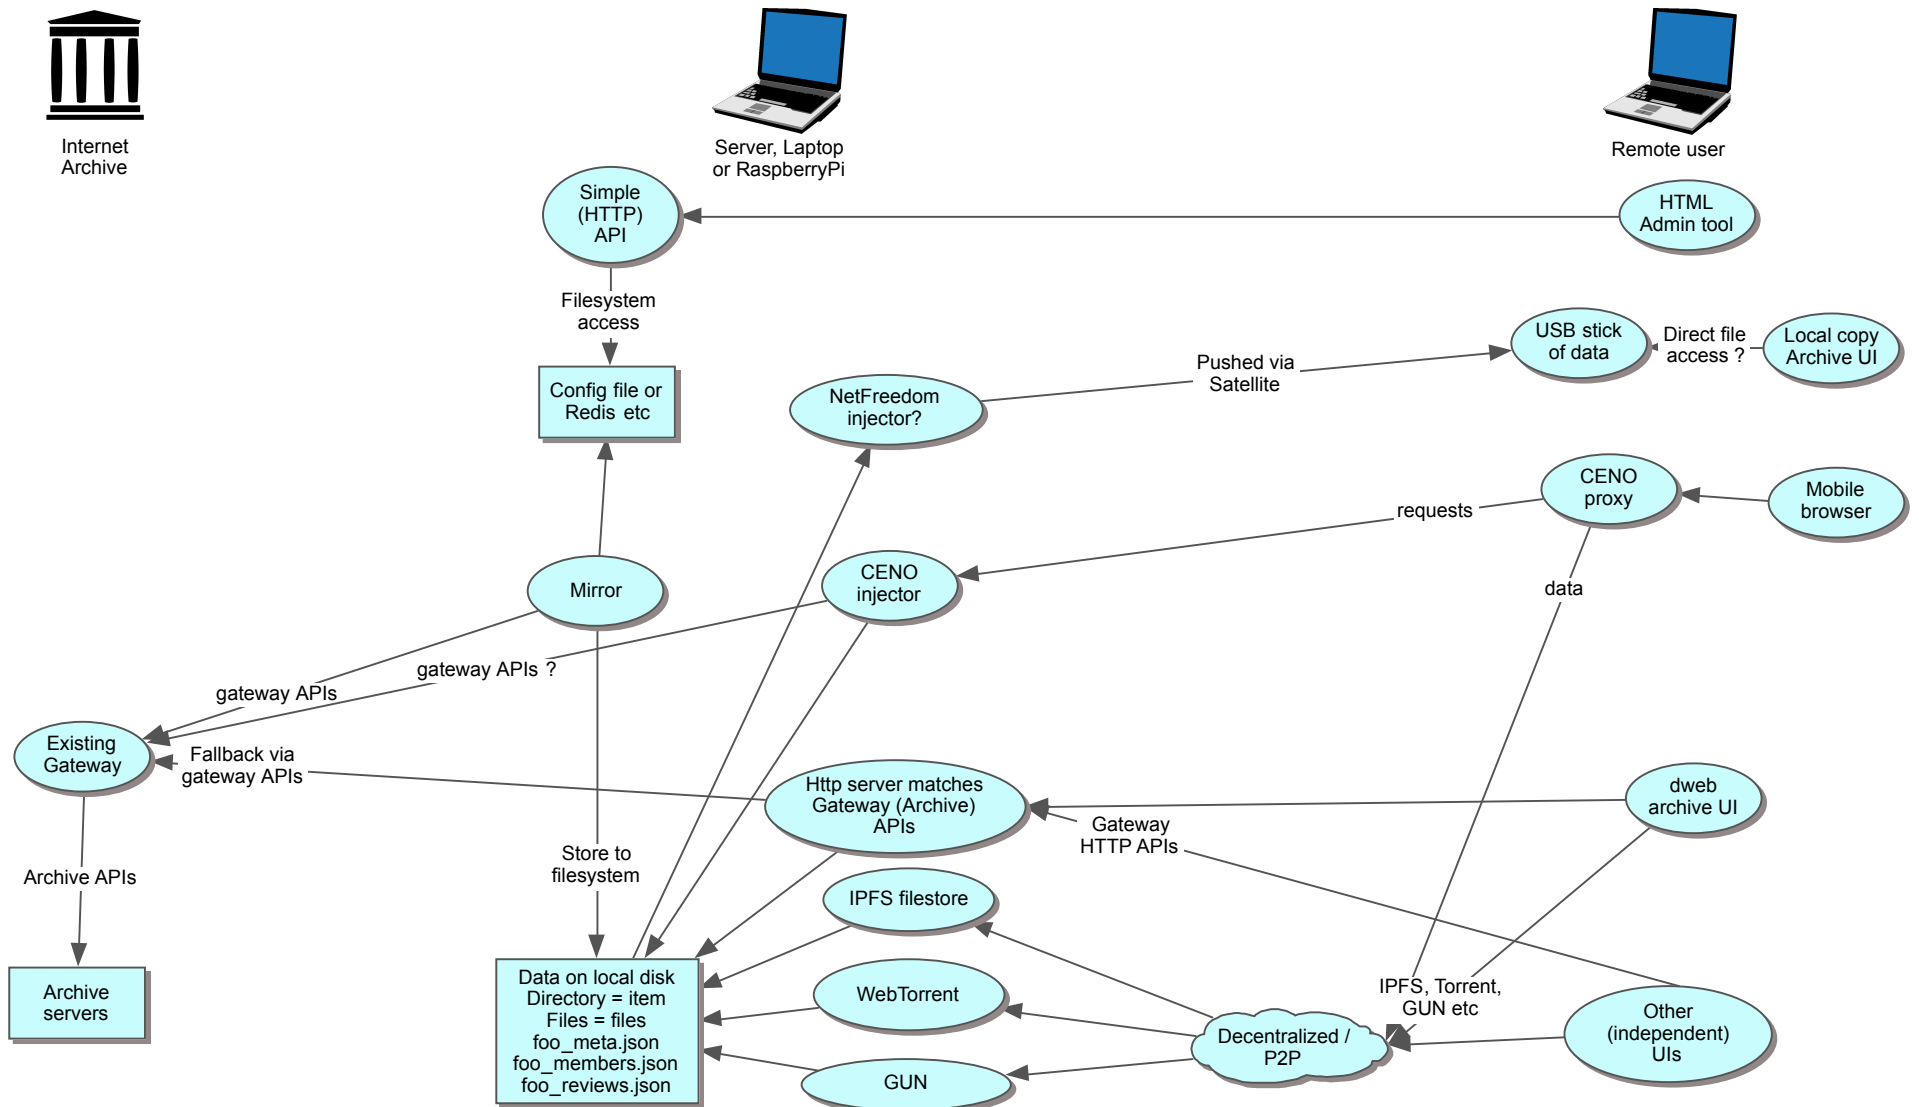 Internet
Archive
Server, Laptop
or RaspberryPi
Remote user
Simple
(HTTP)
API
HTML
Admin tool
Filesystem
access
USB stick
of data
Direct file
access ?
Local copy
Archive UI
Pushed via
Satellite
Config file or
Redis etc
NetFreedom
injector?
CENO
proxy
Mobile
browser
requests
Mirror
CENO
injector
data
gateway APIs ?
gateway APIs
Existing
Gateway
Fallback via
gateway APIs
Http server matches
Gateway (Archive)
APIs
dweb
archive UI
Gateway
HTTP APIs
Store to
filesystem
Archive APIs
IPFS filestore
Archive
servers
Data on local disk
Directory = item
Files = files
foo_meta.json
foo_members.json
foo_reviews.json
WebTorrent
IPFS, Torrent,
GUN etc
Decentralized /
P2P
Other
(independent)
UIs
GUN